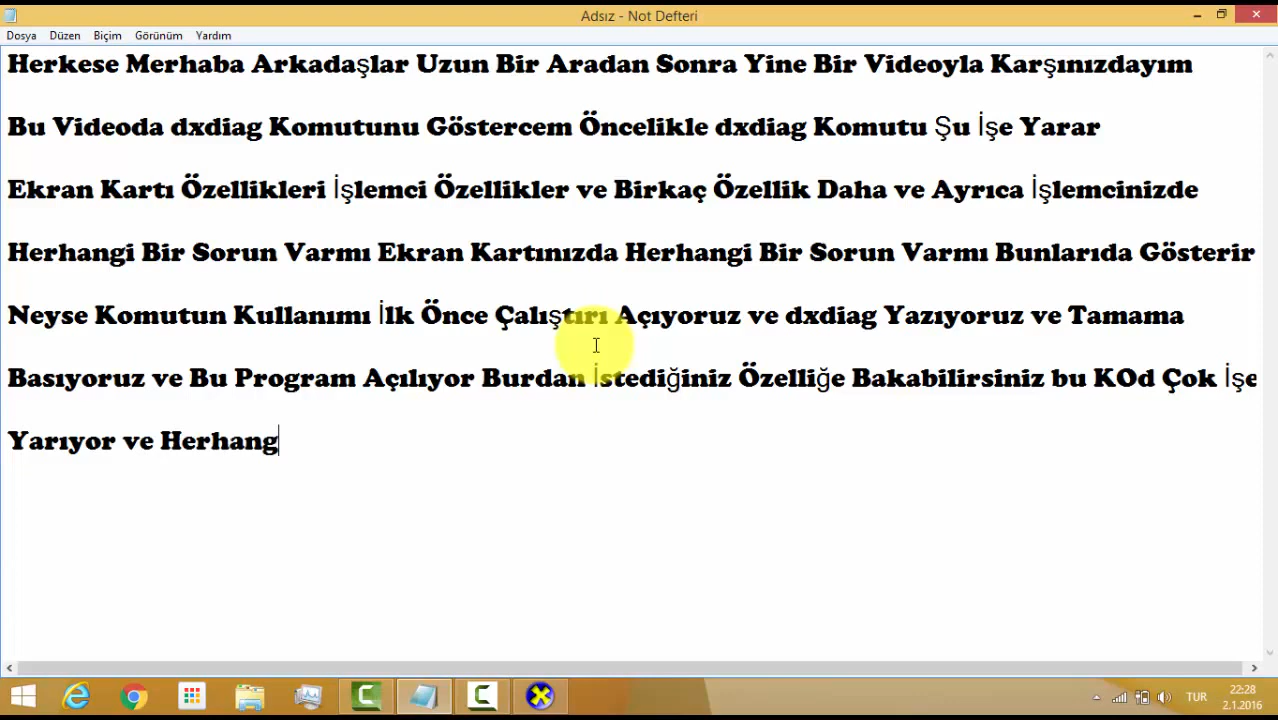 Adsız - Not Defteri
Dosya Düzen Biçim Görünüm Yardım
Herkese Merhaba Arkadaşlar Uzun Bir Aradan Sonra Yine Bir Videoyla Karşınızdayım
Bu Videoda dxdiag Komutunu Göstercem Öncelikle dxdiag Komutu Şu İşe Yarar
Ekran Kartı Özellikleri İşlemci Özellikler ve Birkaç Özellik Daha ve Ayrıca İşlemcinizde
Herhangi Bir Sorun Varmı Ekran Kartınızda Herhangi Bir Sorun Varmı Bunlarıda Gösterir
Neyse Komutun Kullanımı İlk Önce Çalıştırı Açıyoruz ve dxdiag Yazıyoruz ve Tamama
Basıyoruz ve Bu Program Açılıyor Burdan İstediğiniz Özelliğe Bakabilirsiniz bu KOd Çok İşe
Yarıyor ve Herhang
TUR
22:28
2.1.2016